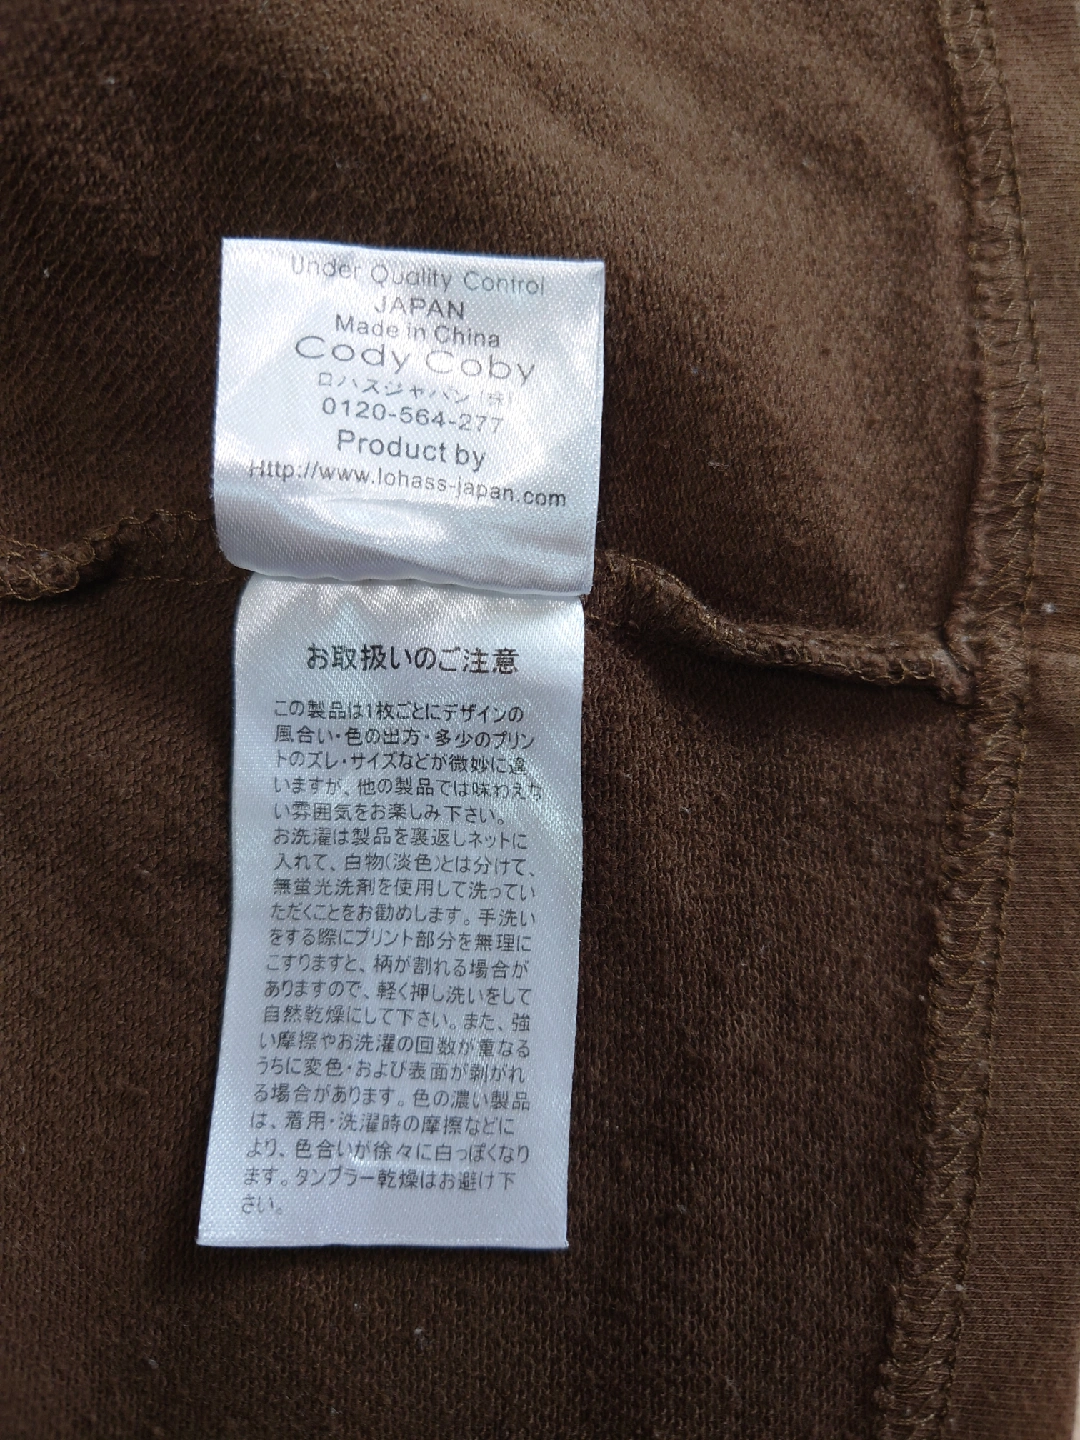 Under Quality Control
JAPAN
Made in China
Cody Coby
ロハスジャパン(株)
0120-564-277
Product by
Http://www.lohass-japan.com
お取扱いのご注意
この製品は1枚ごとにデザインの
風合い・色の出方・多少のプリン
トのズレ・サイズなどが微妙に違
いますが、他の製品では味わえな
い雰囲気をお楽しみ下さい。
お洗濯は製品を裏返しネットに
入れて、白物(淡色)とは分けて、
無蛍光洗剤を使用して洗ってい
ただくことをお勧めします。手洗い
をする際にプリント部分を無理に
こすりますと、柄が割れる場合が
ありますので、軽く押し洗いをして
自然乾燥にして下さい。また、強
い摩擦やお洗濯の回数が重なる
うちに変色・および表面が剥がれ
る場合があります。色の濃い製品
は、着用・洗濯時の摩擦などに
より、色合いが徐々に白っぽくなり
ます。タンブラー乾燥はお避け下
さい。